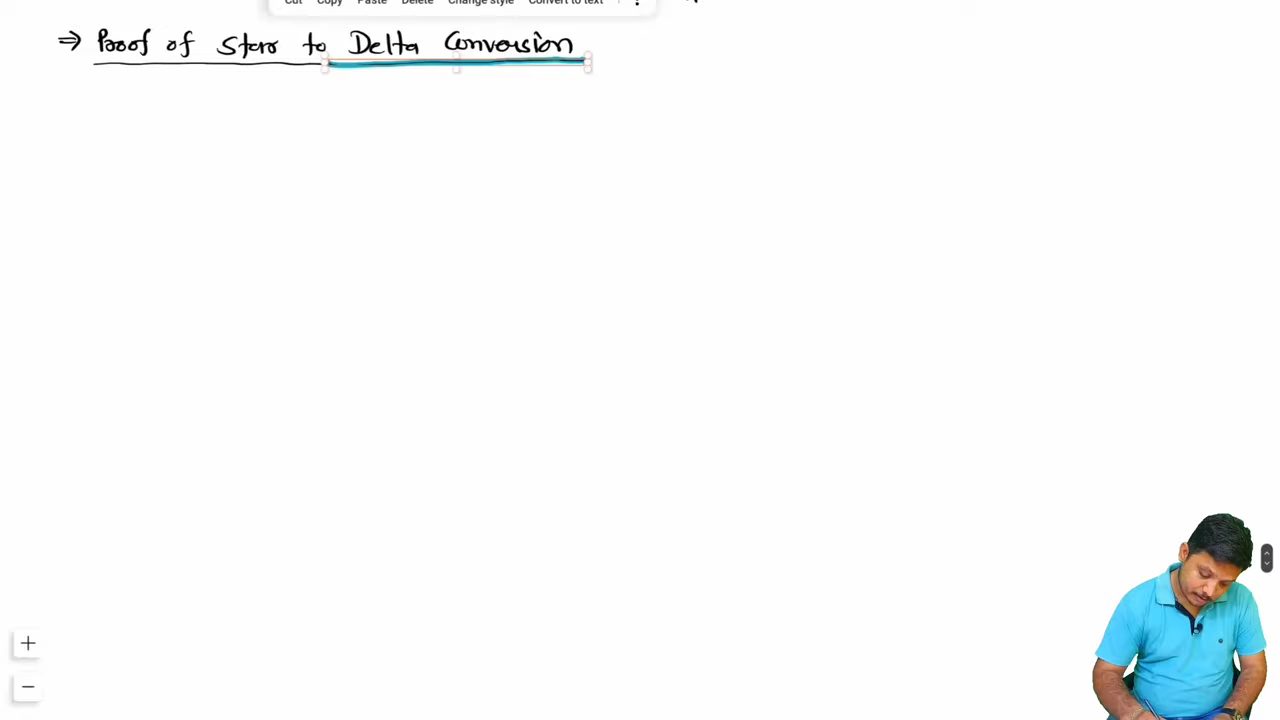 Cut Copy Paste Delete Change style Convert to text
⇒ Proof of Star to Delta Conversion